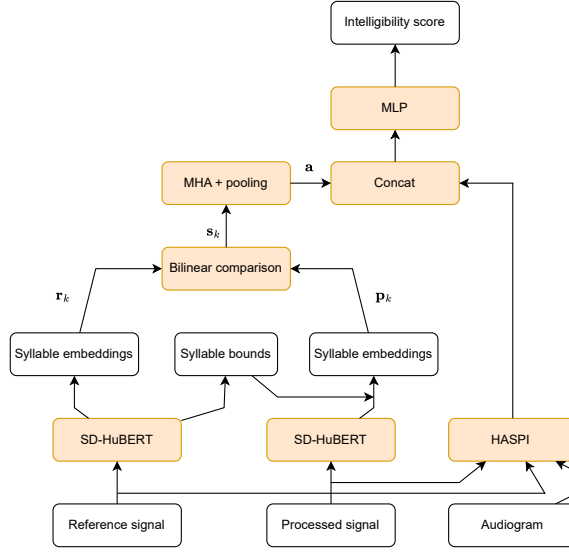 Intelligibility score
MLP
MHA + pooling
a
Concat
s_k
Bilinear comparison
r_k
p_k
Syllable embeddings
Syllable bounds
Syllable embeddings
SD-HuBERT
SD-HuBERT
HASPI
Reference signal
Processed signal
Audiogram